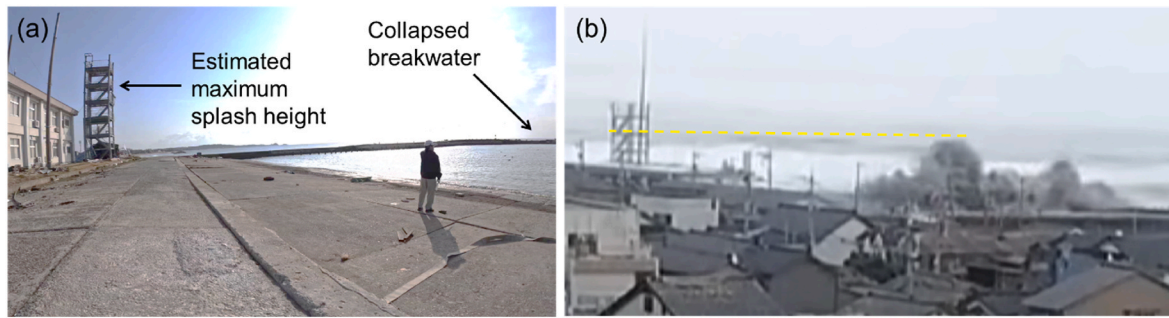 (a)
Estimated
maximum
splash height
Collapsed
breakwater
(b)